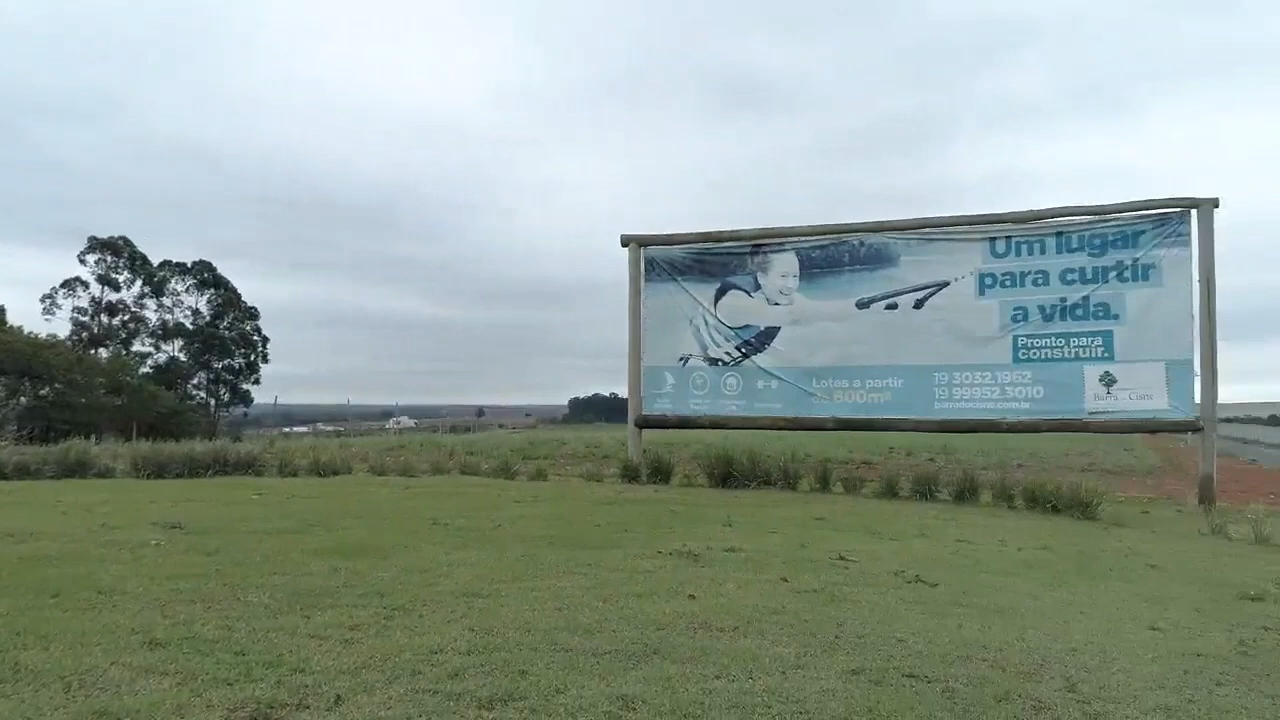 Um lugar
para curtir
a vida.
Pronto para
construir.
Lotes a partir
de 600m²
19 3032.1962
19 99952.3010
barradocisne.com.br
Barra do Cisne